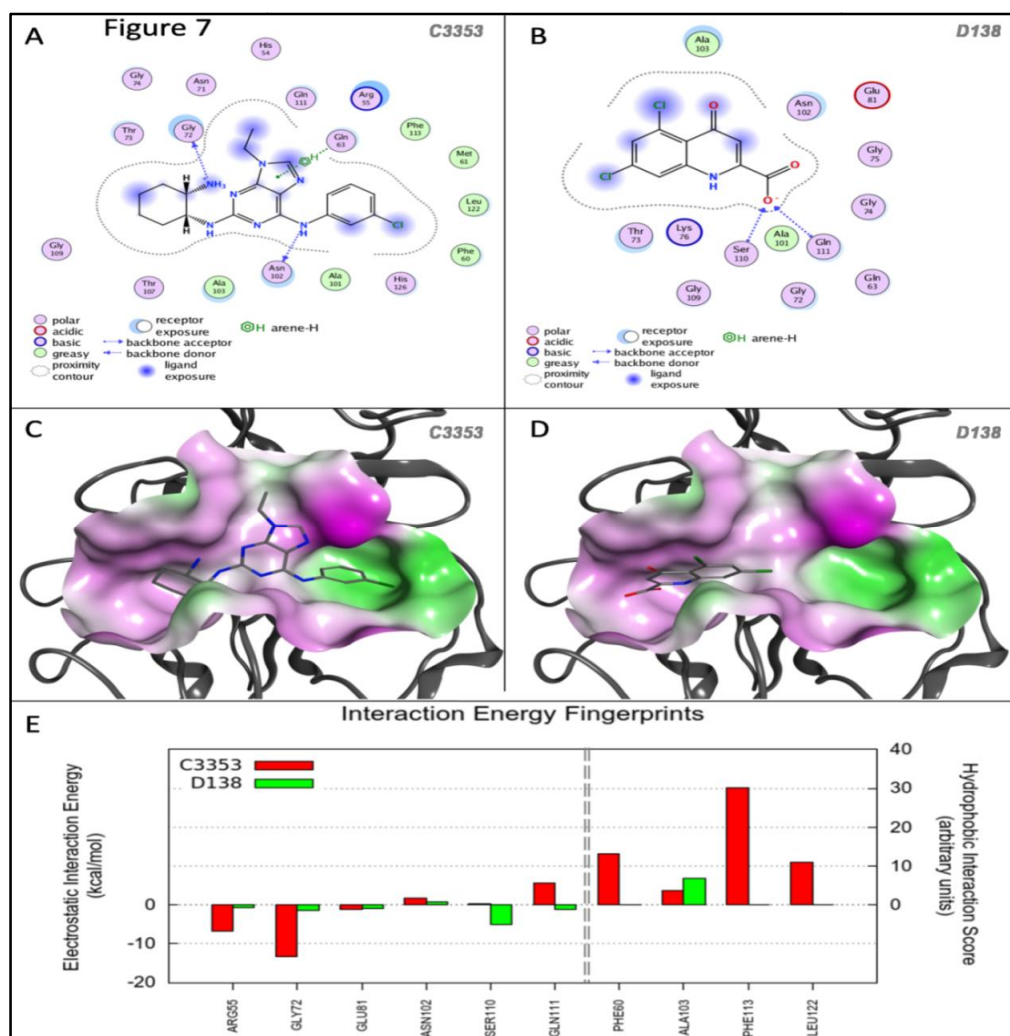 Figure 7
A
C3353
His
54
Gly
74
Asn
71
Gln
111
Arg
55
Thr
73
Gly
72
Gln
63
Phe
113
Met
61
Leu
122
Phe
60
H
N
N
N
N
NH₃
H
H
N
H
N
H
Cl
Gly
109
Thr
107
Ala
103
Asn
102
Ala
101
His
126
polar
acidic
basic
greasy
proximity
contour
receptor
exposure
backbone acceptor
backbone donor
ligand
exposure
H arene-H
B
D138
Ala
103
Glu
81
Asn
102
Gly
75
Gly
74
Cl
Cl
O
NH
O
O-
Thr
73
Lys
76
Ser
110
Ala
101
Gln
111
Gly
109
Gly
72
Gln
63
polar
acidic
basic
greasy
proximity
contour
receptor
exposure
backbone acceptor
backbone donor
ligand
exposure
H arene-H
C
C3353
D
D138
E
Interaction Energy Fingerprints
C3353
D138
Electrostatic Interaction Energy
(kcal/mol)
0
-10
-20
40
30
20
10
0
Hydrophobic Interaction Score
(arbitrary units)
ARG55
GLY72
GLU81
ASN102
SER110
GLN111
PHE60
ALA103
PHE113
LEU122